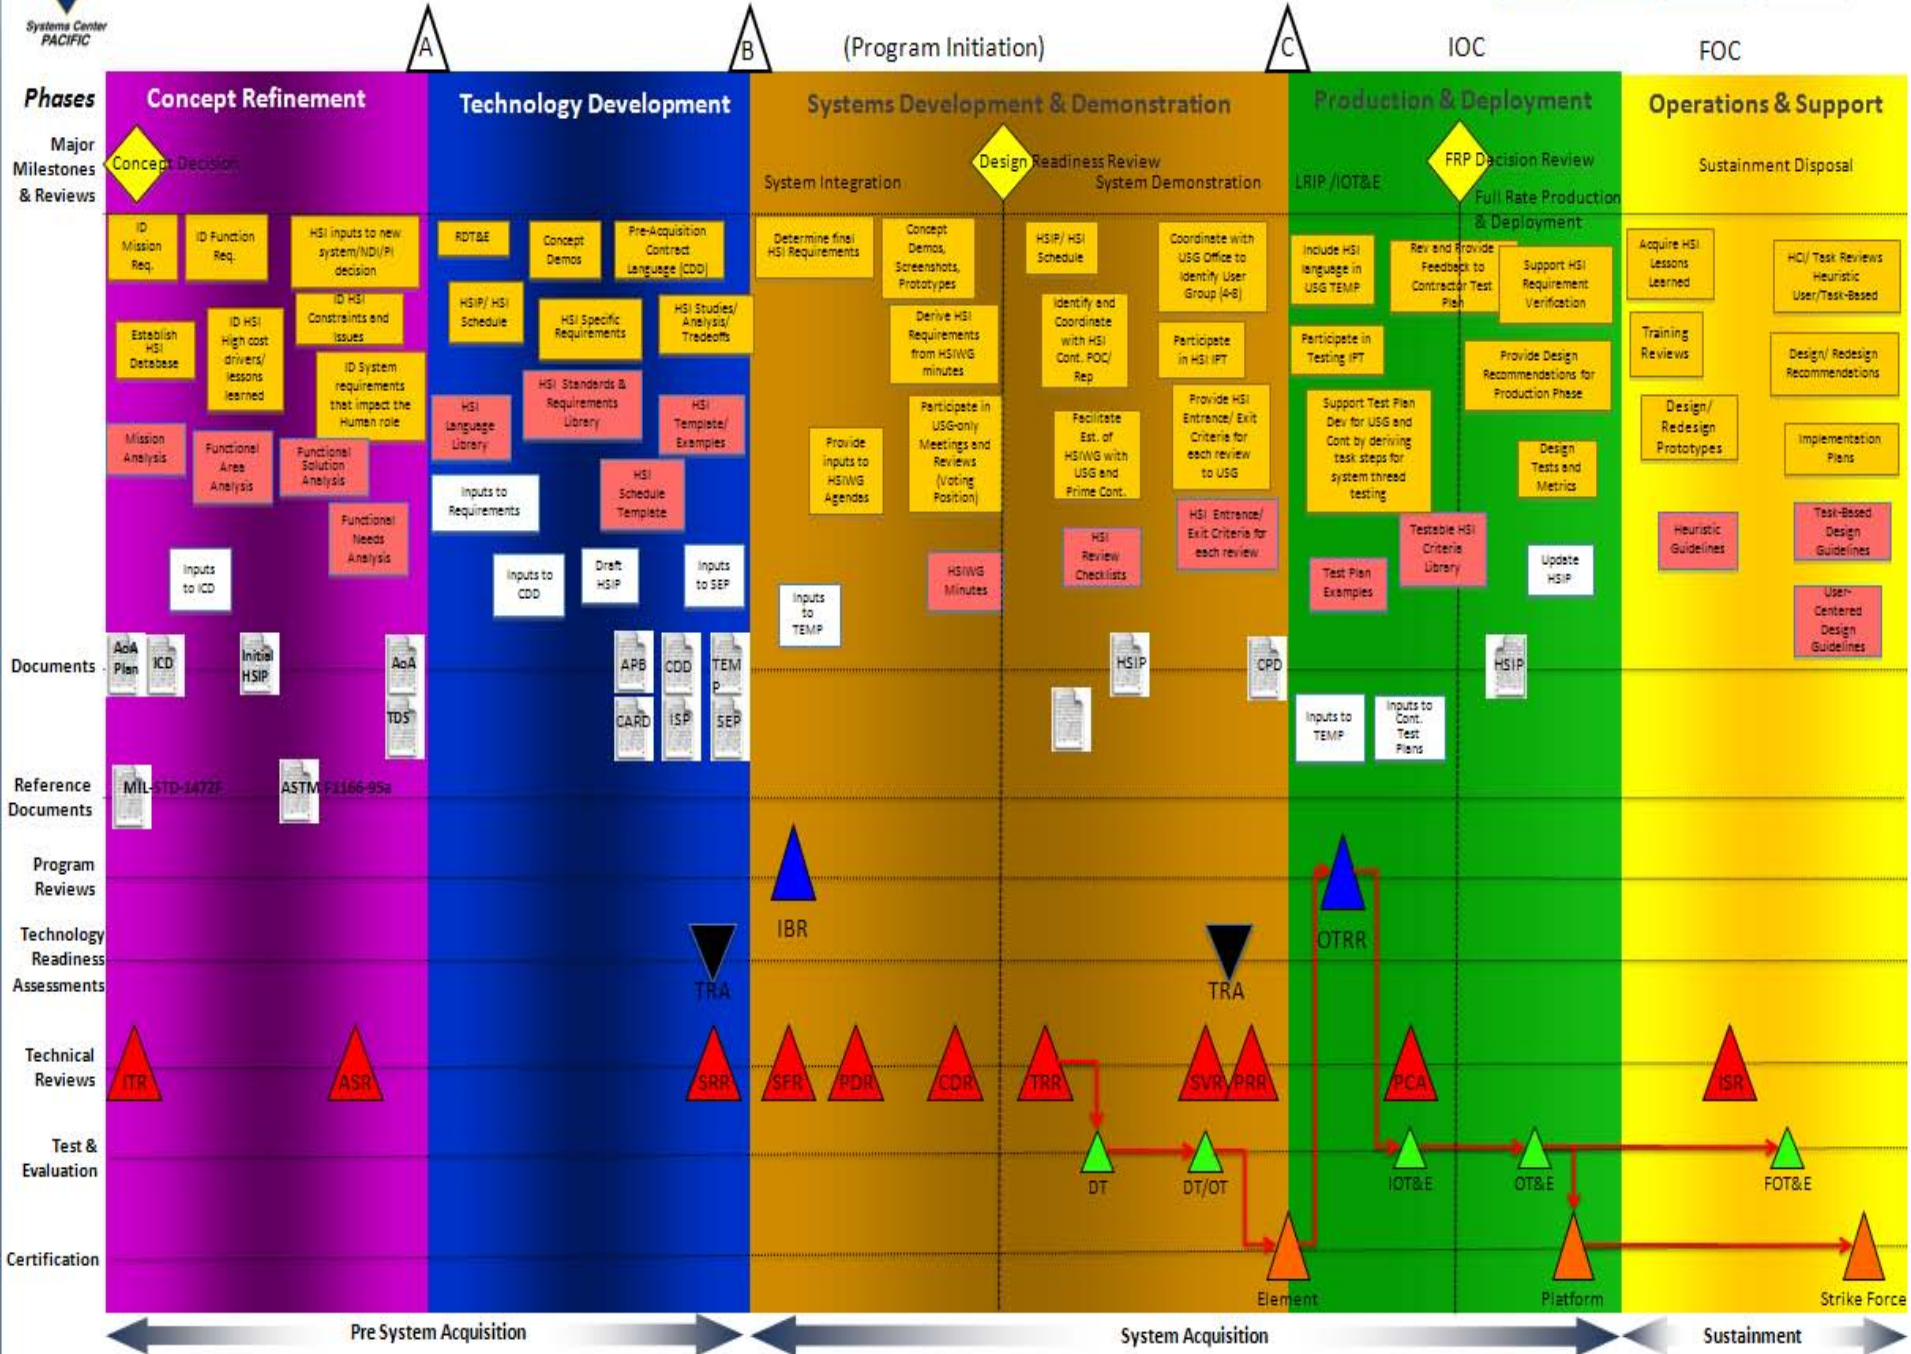 Systems Center
PACIFIC
A
B
(Program Initiation)
C
IOC
FOC
Phases
Concept Refinement
Technology Development
Systems Development & Demonstration
Production & Deployment
Operations & Support
Major
Milestones
& Reviews
Concept Decision
System Integration
Design Readiness Review
System Demonstration
LRIP /IOT&E
FRP Decision Review
Full Rate Production
& Deployment
Sustainment Disposal
ID
Mission
Req.
ID Function
Req.
HSI inputs to new
system/NDI/PI
decision
Establish
HSI
Database
ID HSI
High cost
drivers/
lessons
learned
ID HSI
Constraints and
Issues
ID System
requirements
that impact the
Human role
Mission
Analysis
Functional
Area
Analysis
Functional
Solution
Analysis
Functional
Needs
Analysis
Inputs
to ICD
RDT&E
Concept
Demos
Pre-Acquisition
Contract
Language (CDD)
HSIP/ HSI
Schedule
HSI Specific
Requirements
HSI Studies/
Analysis/
Tradeoffs
HSI
Language
Library
HSI Standards &
Requirements
Library
HSI
Template/
Examples
Inputs to
Requirements
HSI
Schedule
Template
Inputs to
CDD
Draft
HSIP
Inputs
to SEP
Determine final
HSI Requirements
Concept
Demos,
Screenshots,
Prototypes
Derive HSI
Requirements
from HSIWG
minutes
Provide
inputs to
HSIWG
Agendas
Participate in
USG-only
Meetings and
Reviews
(Voting
Position)
HSIWG
Minutes
Inputs
to
TEMP
HSIP/ HSI
Schedule
Coordinate with
USG Office to
Identify User
Group (4-8)
Identify and
Coordinate
with HSI
Cont. POC/
Rep
Participate
in HSI IPT
Facilitate
Est. of
HSIWG with
USG and
Prime Cont.
Provide HSI
Entrance/ Exit
Criteria for
each review
to USG
HSI
Review
Checklists
HSI Entrance/
Exit Criteria for
each review
Include HSI
language in
USG TEMP
Rev and Provide
Feedback to
Contractor Test
Plan
Support HSI
Requirement
Verification
Participate in
Testing IPT
Provide Design
Recommendations for
Production Phase
Support Test Plan
Dev for USG and
Cont by deriving
task steps for
system thread
testing
Design
Tests and
Metrics
Testable HSI
Criteria
Library
Test Plan
Examples
Update
HSIP
Acquire HSI
Lessons
Learned
HCI/ Task Reviews
Heuristic
User/Task-Based
Training
Reviews
Design/ Redesign
Recommendations
Design/
Redesign
Prototypes
Implementation
Plans
Heuristic
Guidelines
Task-Based
Design
Guidelines
User-
Centered
Design
Guidelines
Documents
AoA
Plan
ICD
Initial
HSIP
AoA
TDS
APB
CDD
TEM
P
CARD
ISP
SEP
HSIP
CPD
Inputs to
TEMP
Inputs to
Cont.
Test
Plans
HSIP
Reference
Documents
MIL-STD-1472F
ASTM F1166-95a
Program
Reviews
IBR
OTRR
Technology
Readiness
Assessments
TRA
TRA
Technical
Reviews
ITR
ASR
SRR
SFR
PDR
CDR
TRR
SVR
PRR
PCA
ISR
Test &
Evaluation
DT
DT/OT
IOT&E
OT&E
FOT&E
Certification
Element
Platform
Strike Force
Pre System Acquisition
System Acquisition
Sustainment